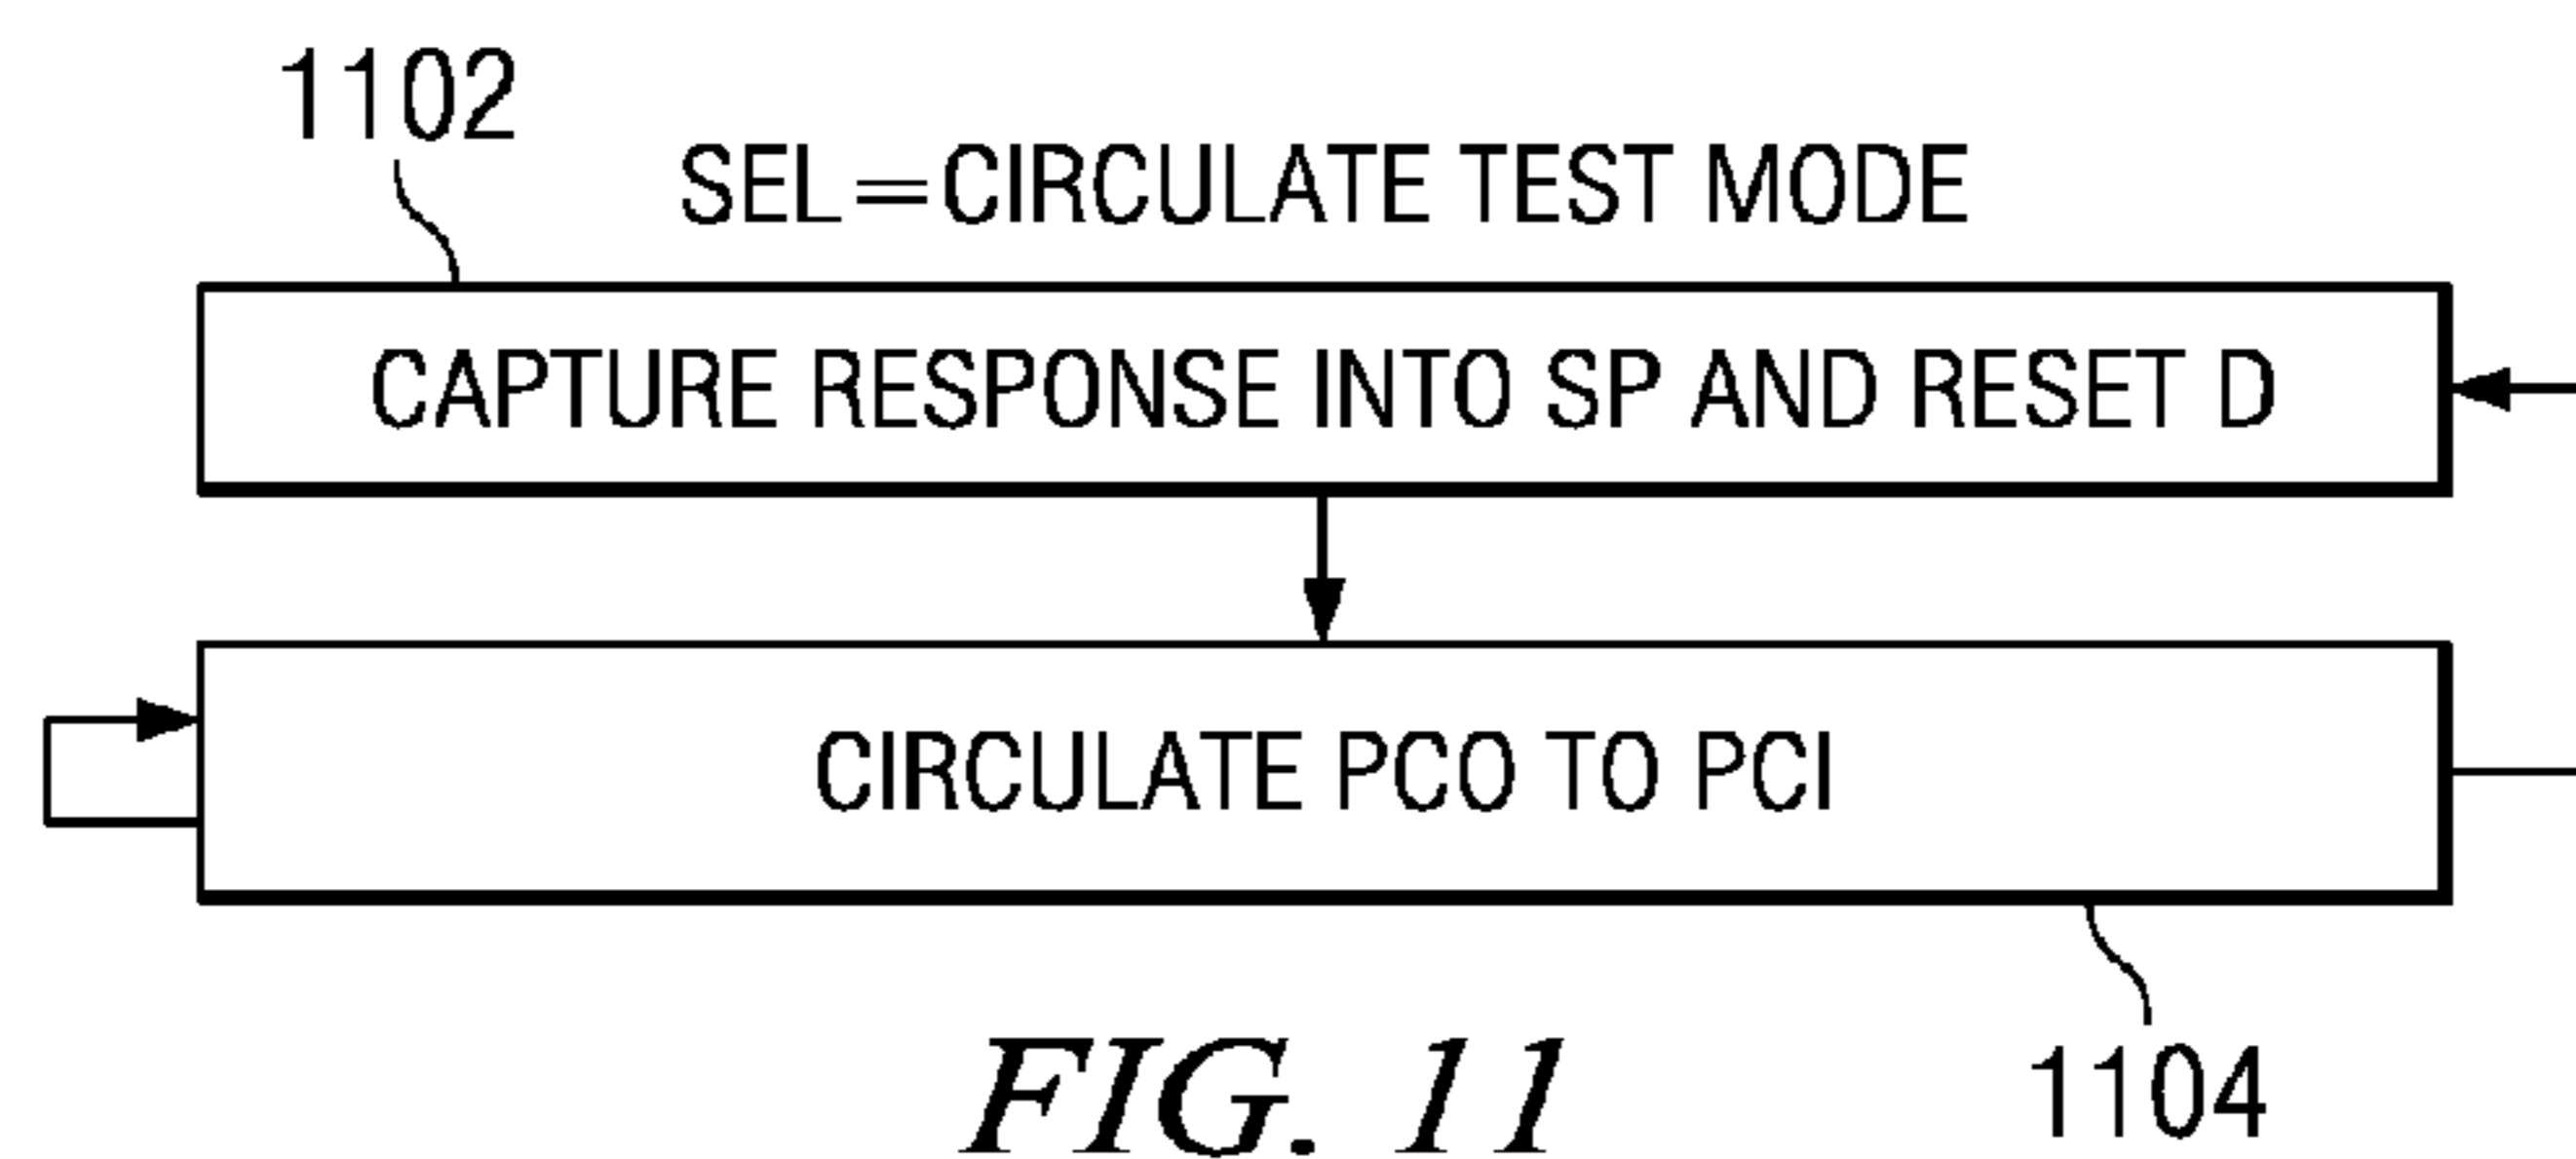 1102
SEL=CIRCULATE TEST MODE
CAPTURE RESPONSE INTO SP AND RESET D
CIRCULATE PCO TO PCI
1104
FIG. 11